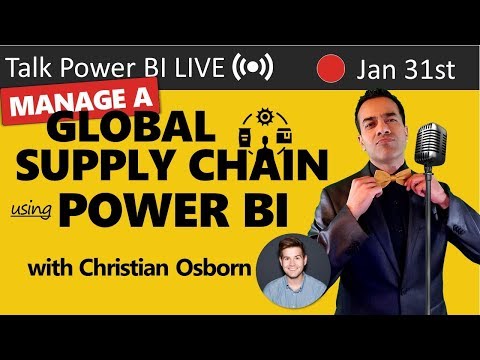 Talk Power BI LIVE
Jan 31st
MANAGE A
GLOBAL
SUPPLY CHAIN
using POWER BI
with Christian Osborn